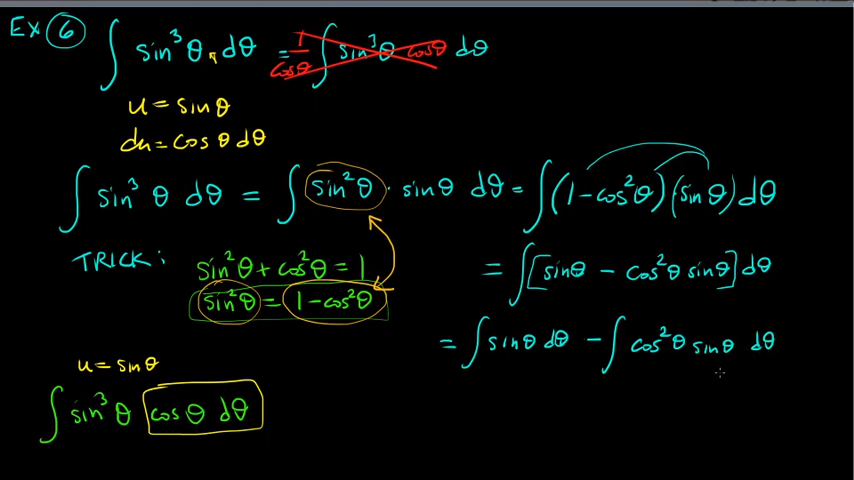 Ex ⑥ ∫ sin³θ dθ = 1/cosθ ∫ sin³θ cosθ dθ
u = sinθ
du = cosθ dθ
∫ sin³θ dθ = ∫ sin²θ · sinθ dθ = ∫ (1-cos²θ)(sinθ)dθ
TRICK: sin²θ + cos²θ = 1
sin²θ = 1-cos²θ
= ∫ [sinθ - cos²θ sinθ] dθ
= ∫ sinθ dθ - ∫ cos²θ sinθ dθ
u = sinθ
∫ sin³θ cosθ dθ